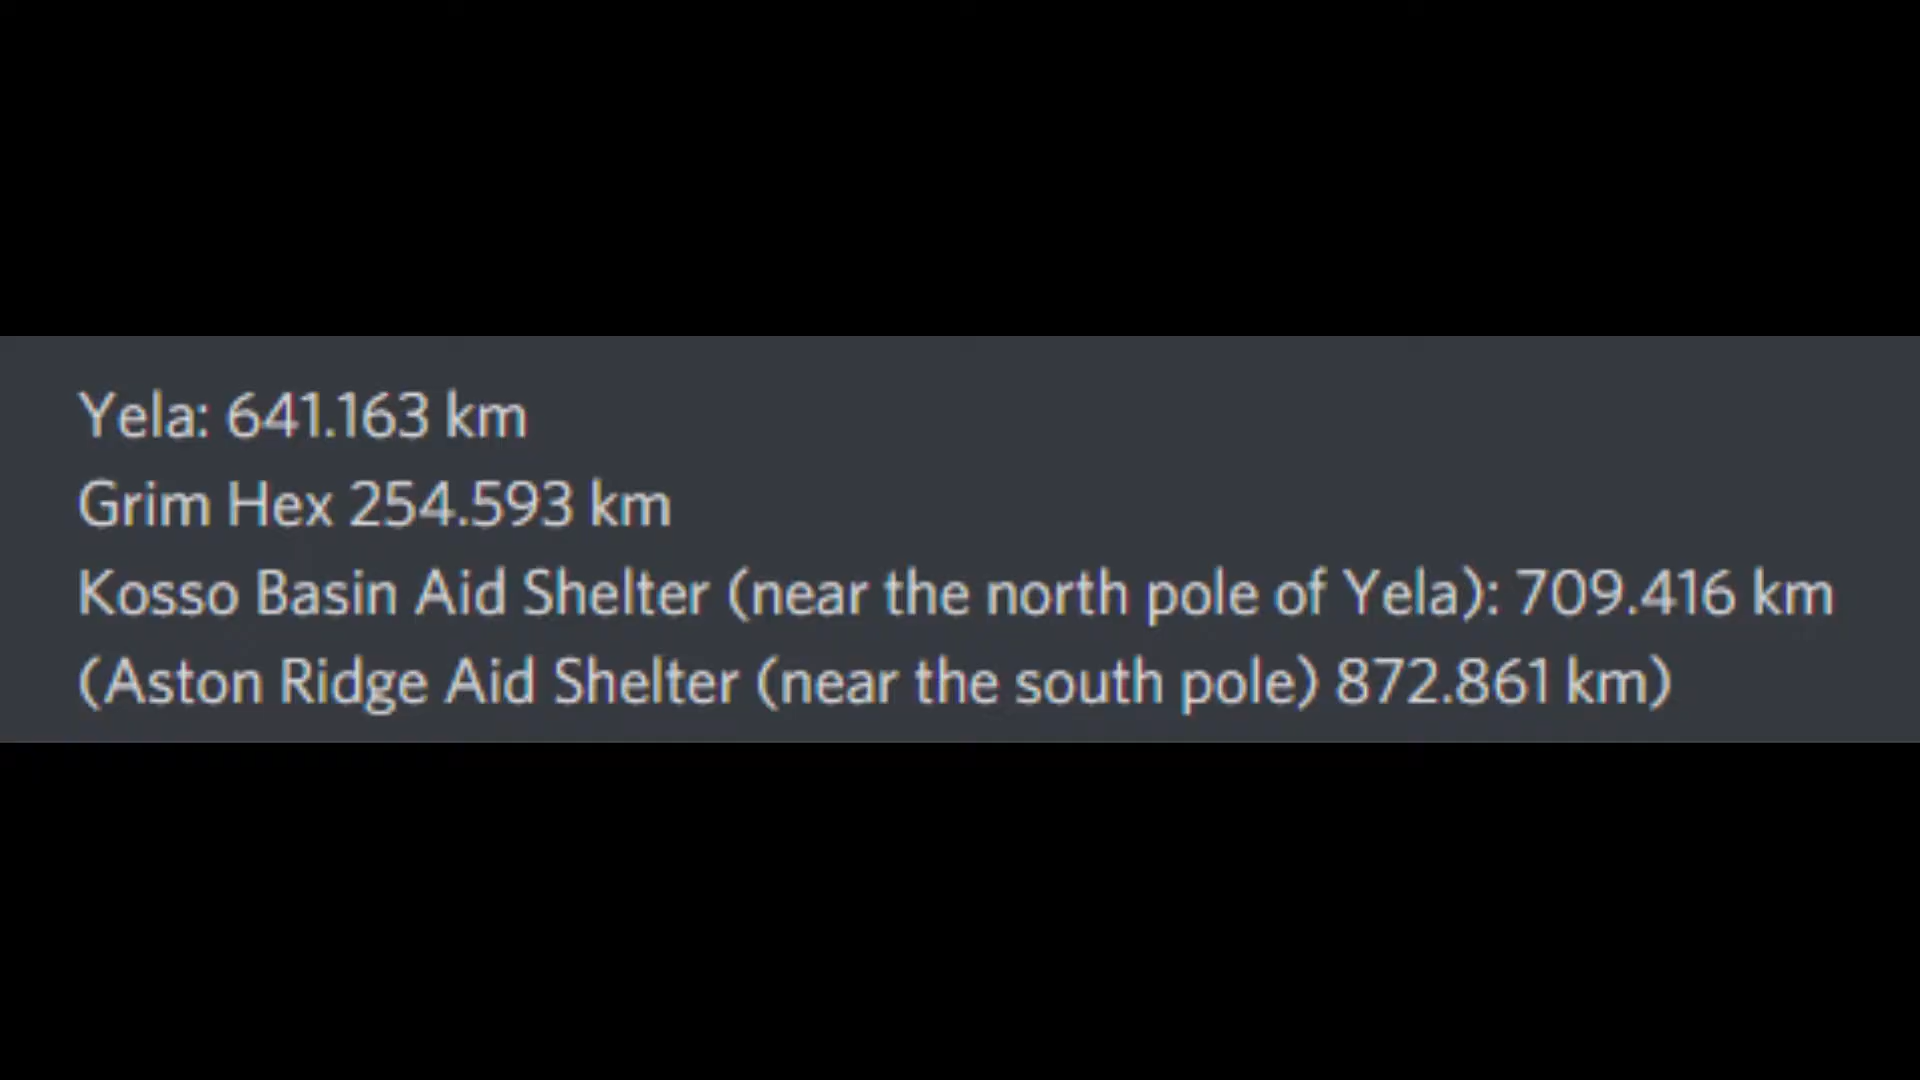 Yela: 641.163 km
Grim Hex 254.593 km
Kosso Basin Aid Shelter (near the north pole of Yela): 709.416 km
(Aston Ridge Aid Shelter (near the south pole) 872.861 km)